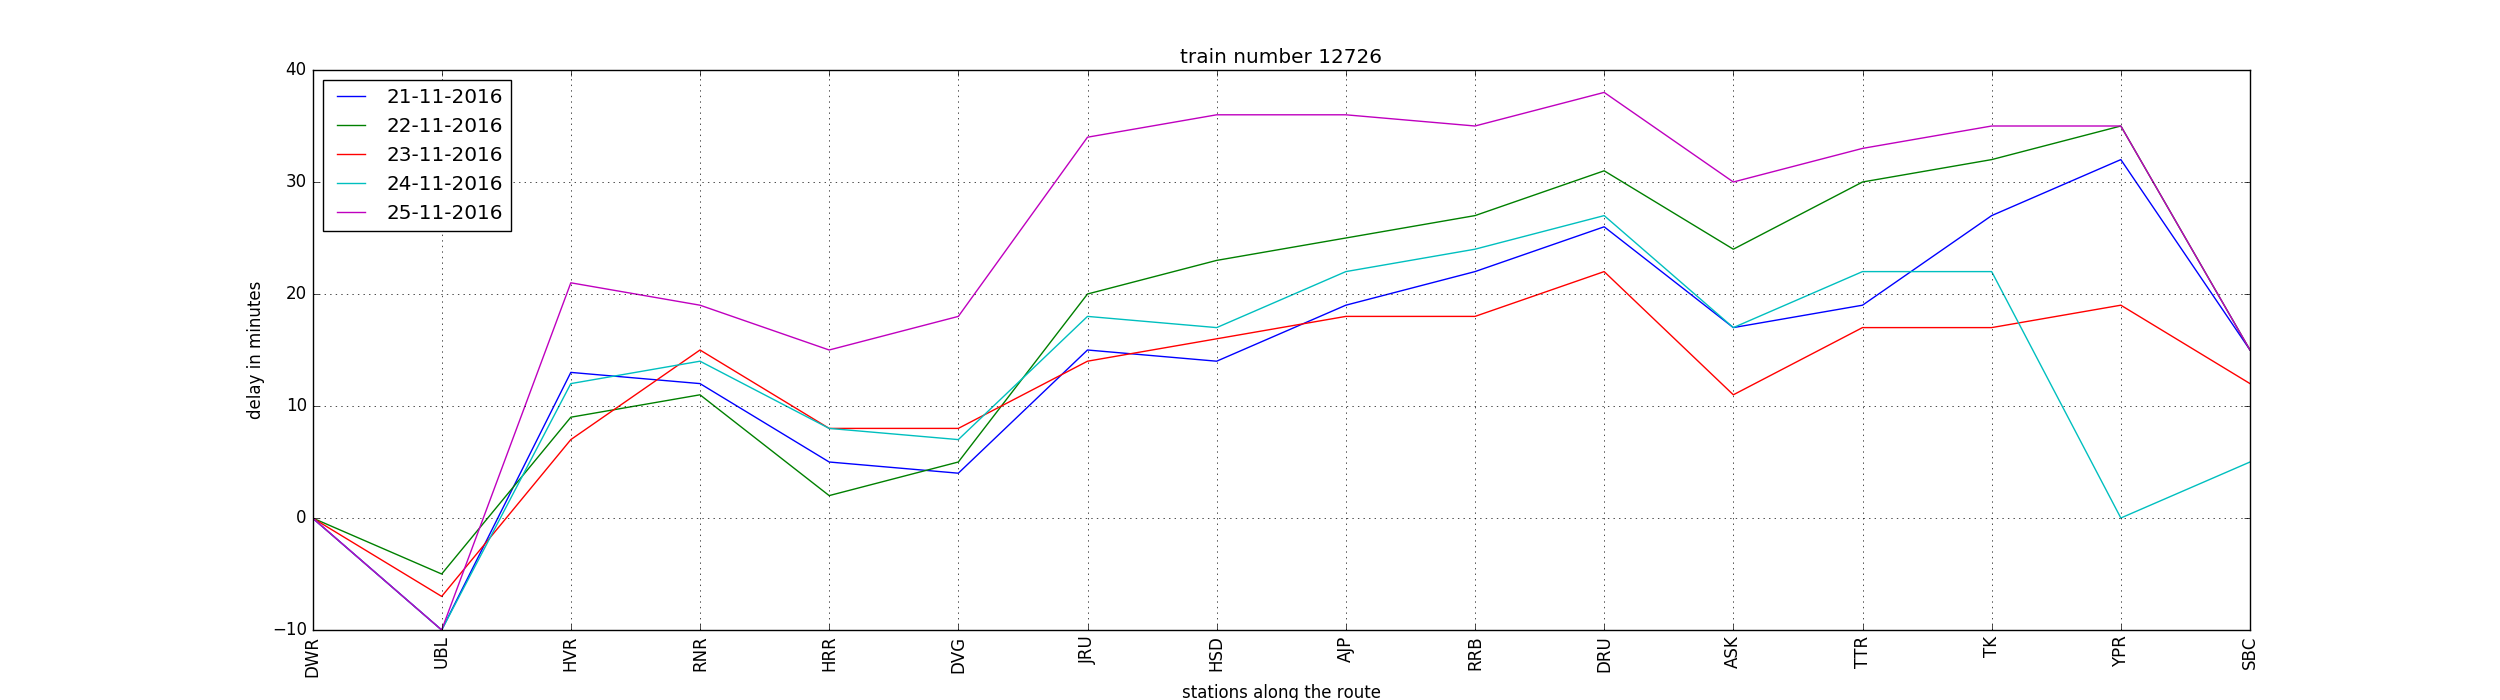 train number 12726
40
30
20
10
0
−10
delay in minutes
21-11-2016
22-11-2016
23-11-2016
24-11-2016
25-11-2016
DWR
UBL
HVR
RNR
HRR
DVG
JRU
HSD
AJP
RRB
DRU
ASK
TTR
TK
YPR
SBC
stations along the route